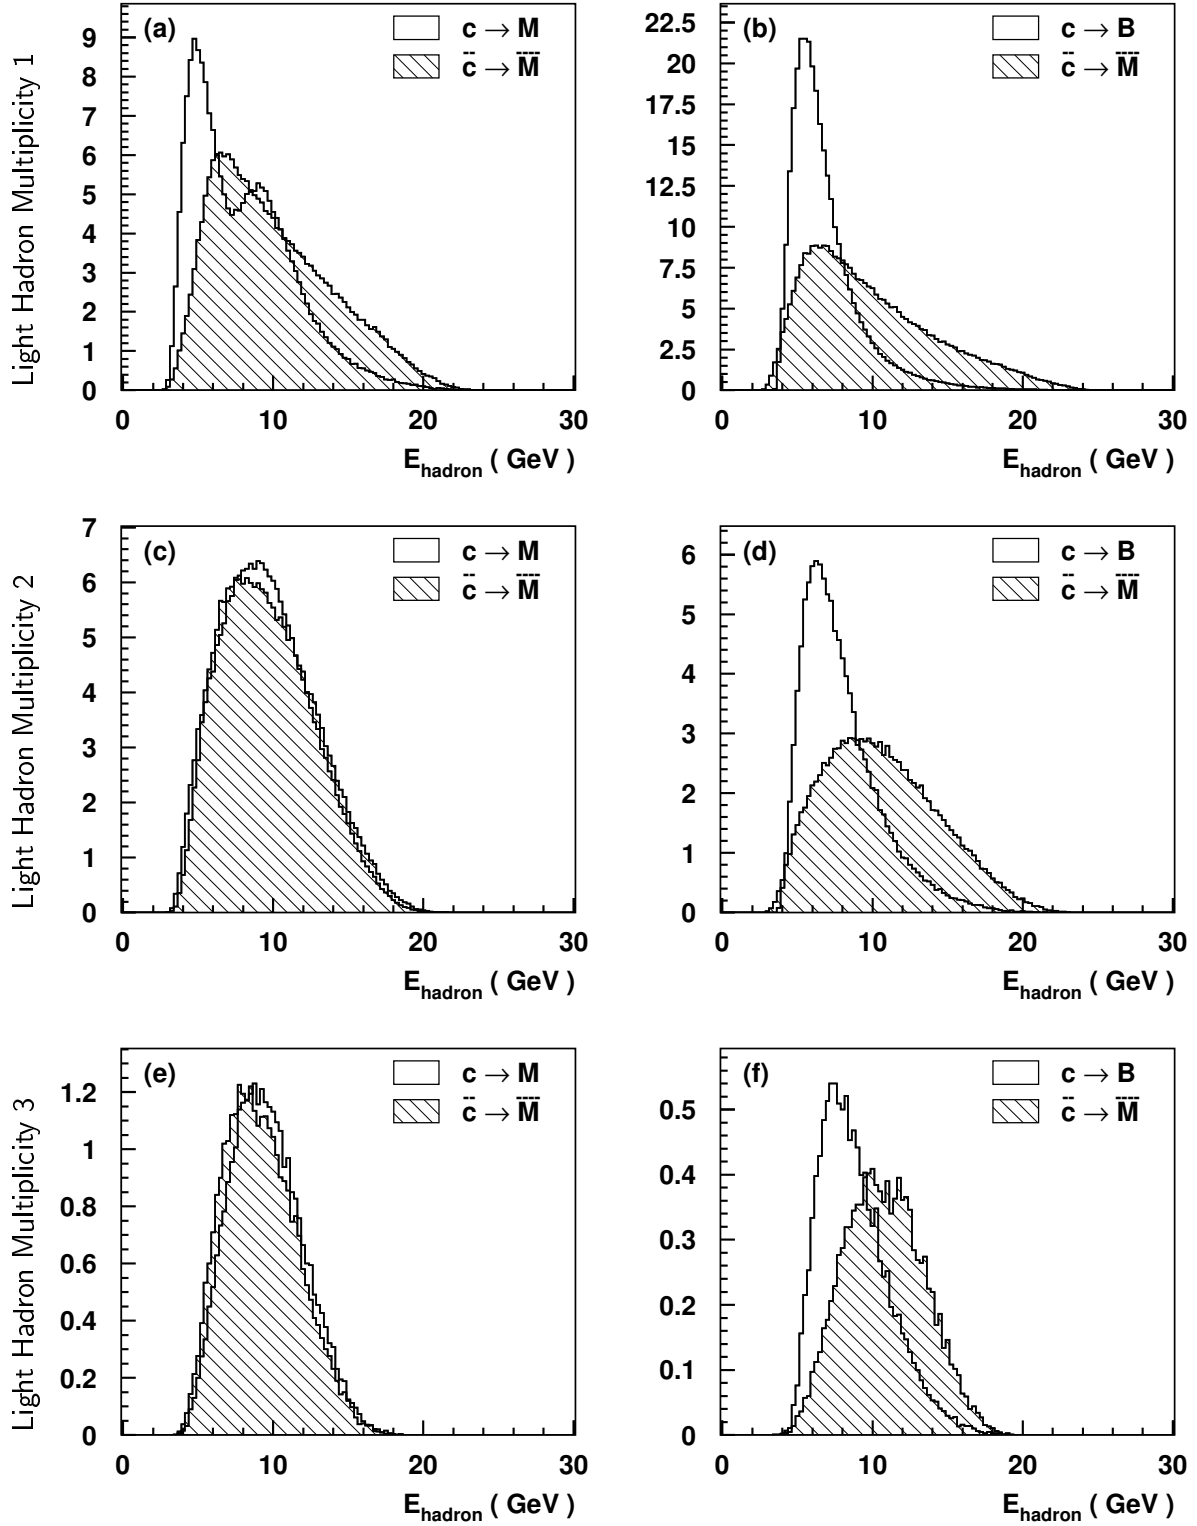 Light Hadron Multiplicity 1
(a)
c → M
c̄ → M̄
9
8
7
6
5
4
3
2
1
0
0 10 20 30
E_hadron ( GeV )
(b)
c → B
c̄ → M̄
22.5
20
17.5
15
12.5
10
7.5
5
2.5
0
0 10 20 30
E_hadron ( GeV )
Light Hadron Multiplicity 2
(c)
c → M
c̄ → M̄
7
6
5
4
3
2
1
0
0 10 20 30
E_hadron ( GeV )
(d)
c → B
c̄ → M̄
6
5
4
3
2
1
0
0 10 20 30
E_hadron ( GeV )
Light Hadron Multiplicity 3
(e)
c → M
c̄ → M̄
1.2
1
0.8
0.6
0.4
0.2
0
0 10 20 30
E_hadron ( GeV )
(f)
c → B
c̄ → M̄
0.5
0.4
0.3
0.2
0.1
0
0 10 20 30
E_hadron ( GeV )